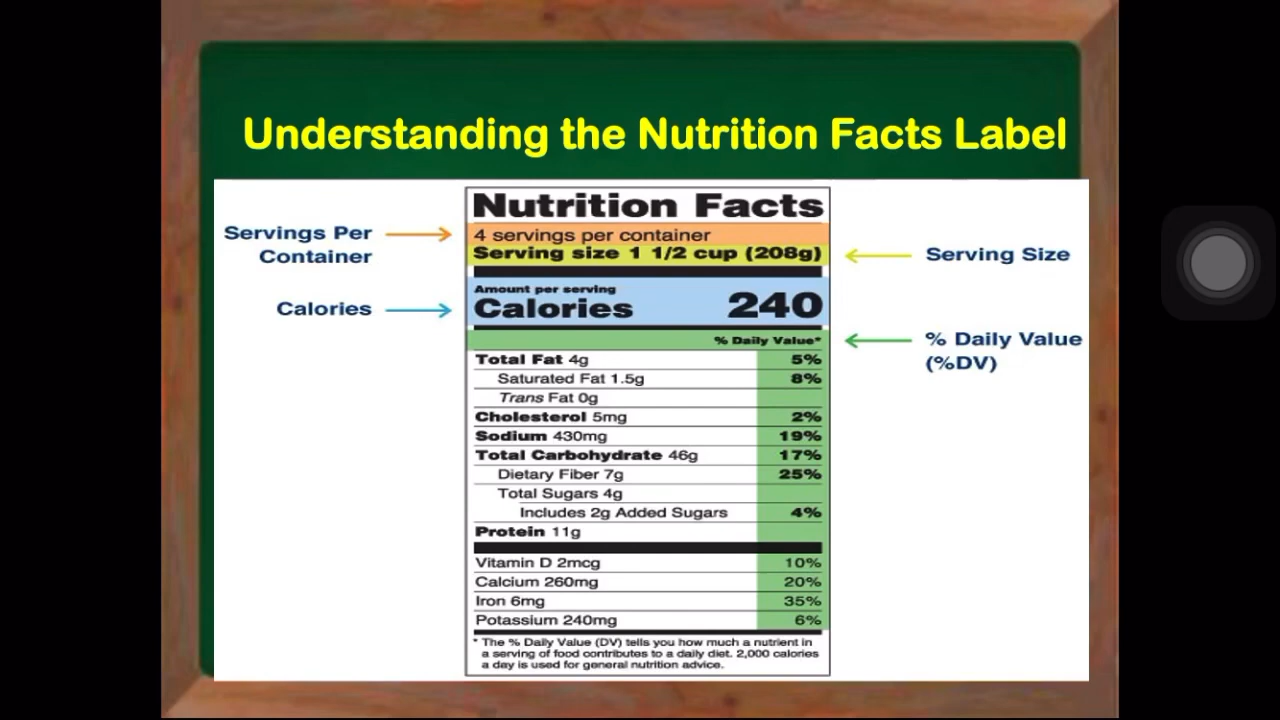 Understanding the Nutrition Facts Label
Servings Per
Container
Calories
Nutrition Facts
4 servings per container
Serving size 1 1/2 cup (208g)
Amount per serving
Calories 240
% Daily Value*
Total Fat 4g 5%
Saturated Fat 1.5g 8%
Trans Fat 0g
Cholesterol 5mg 2%
Sodium 430mg 19%
Total Carbohydrate 46g 17%
Dietary Fiber 7g 25%
Total Sugars 4g
Includes 2g Added Sugars 4%
Protein 11g
Vitamin D 2mcg 10%
Calcium 260mg 20%
Iron 6mg 35%
Potassium 240mg 6%
* The % Daily Value (DV) tells you how much a nutrient in
a serving of food contributes to a daily diet. 2,000 calories
a day is used for general nutrition advice.
Serving Size
% Daily Value
(%DV)